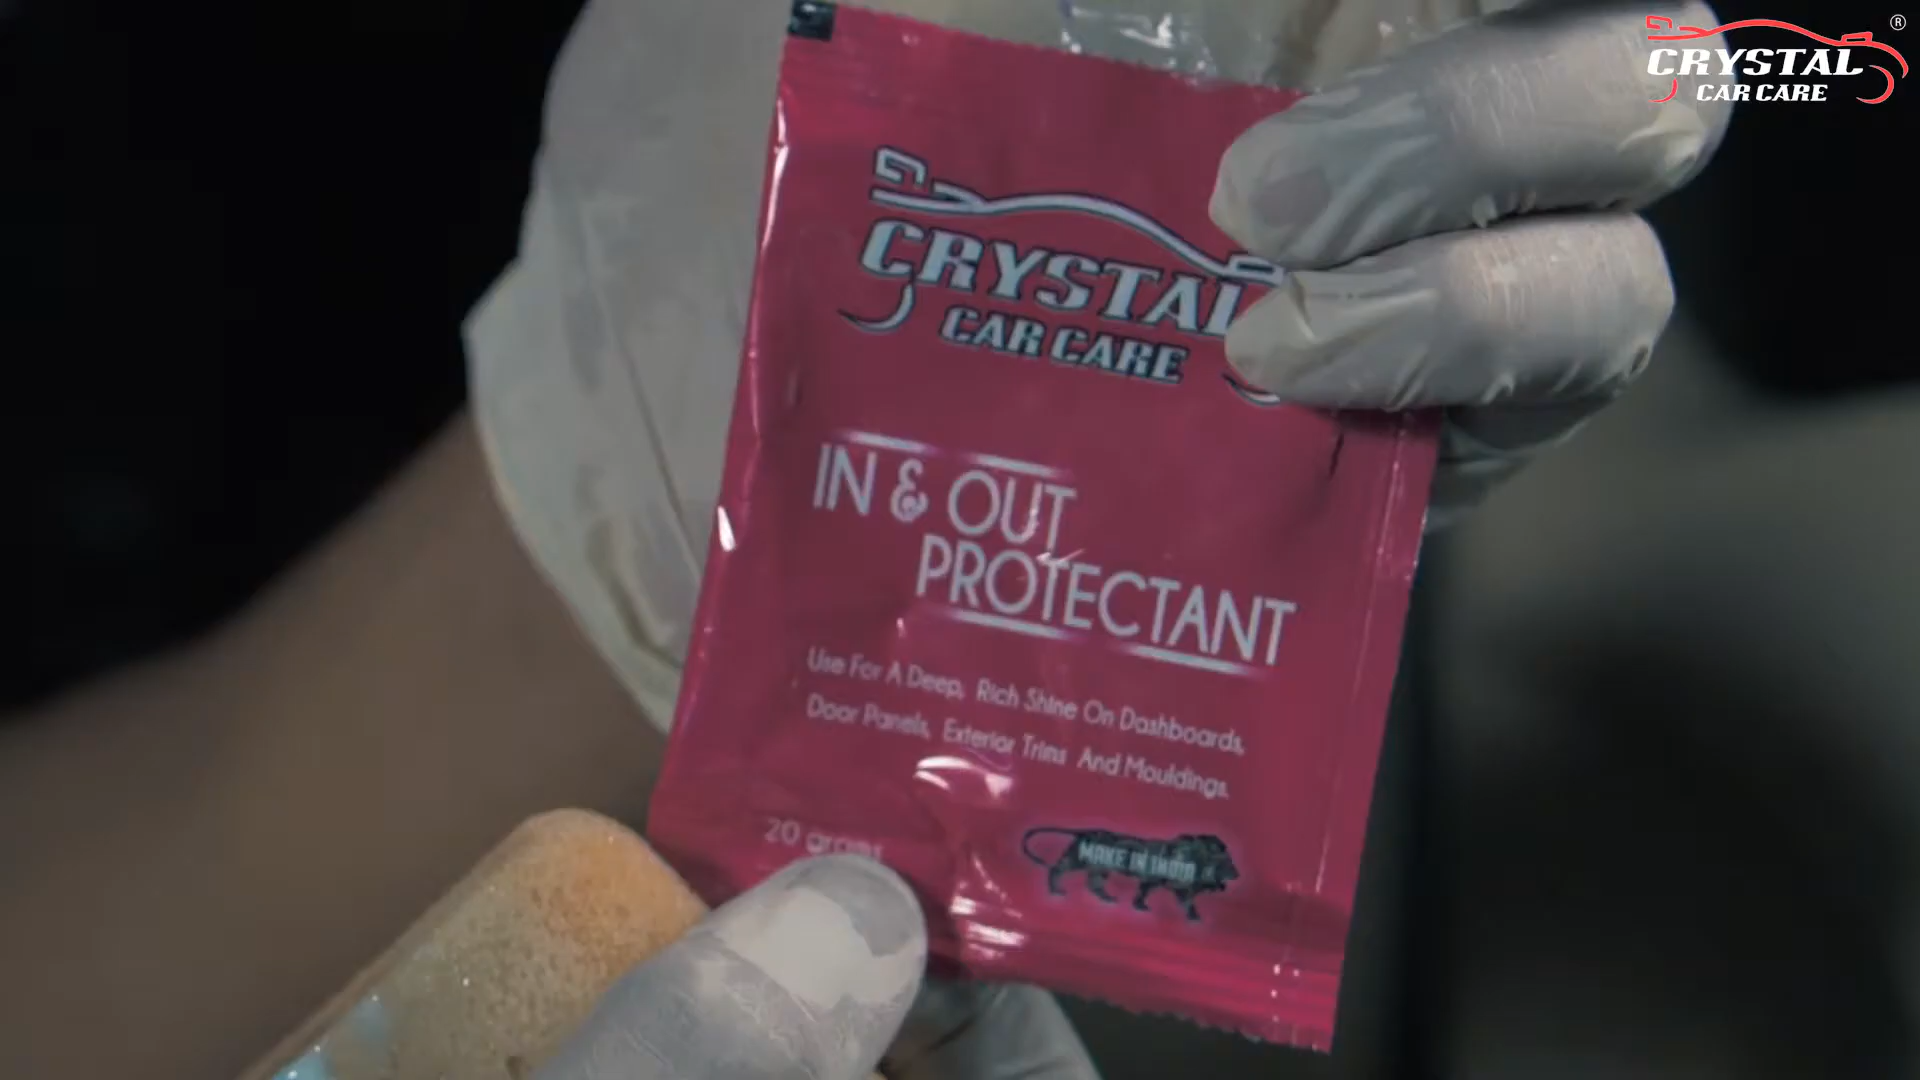 CRYSTAL
CAR CARE
®
CRYSTAL
CAR CARE
IN & OUT
PROTECTANT
Use For A Deep, Rich Shine On Dashboards,
Door Panels, Exterior Trims And Mouldings.
20 grams
MAKE IN INDIA